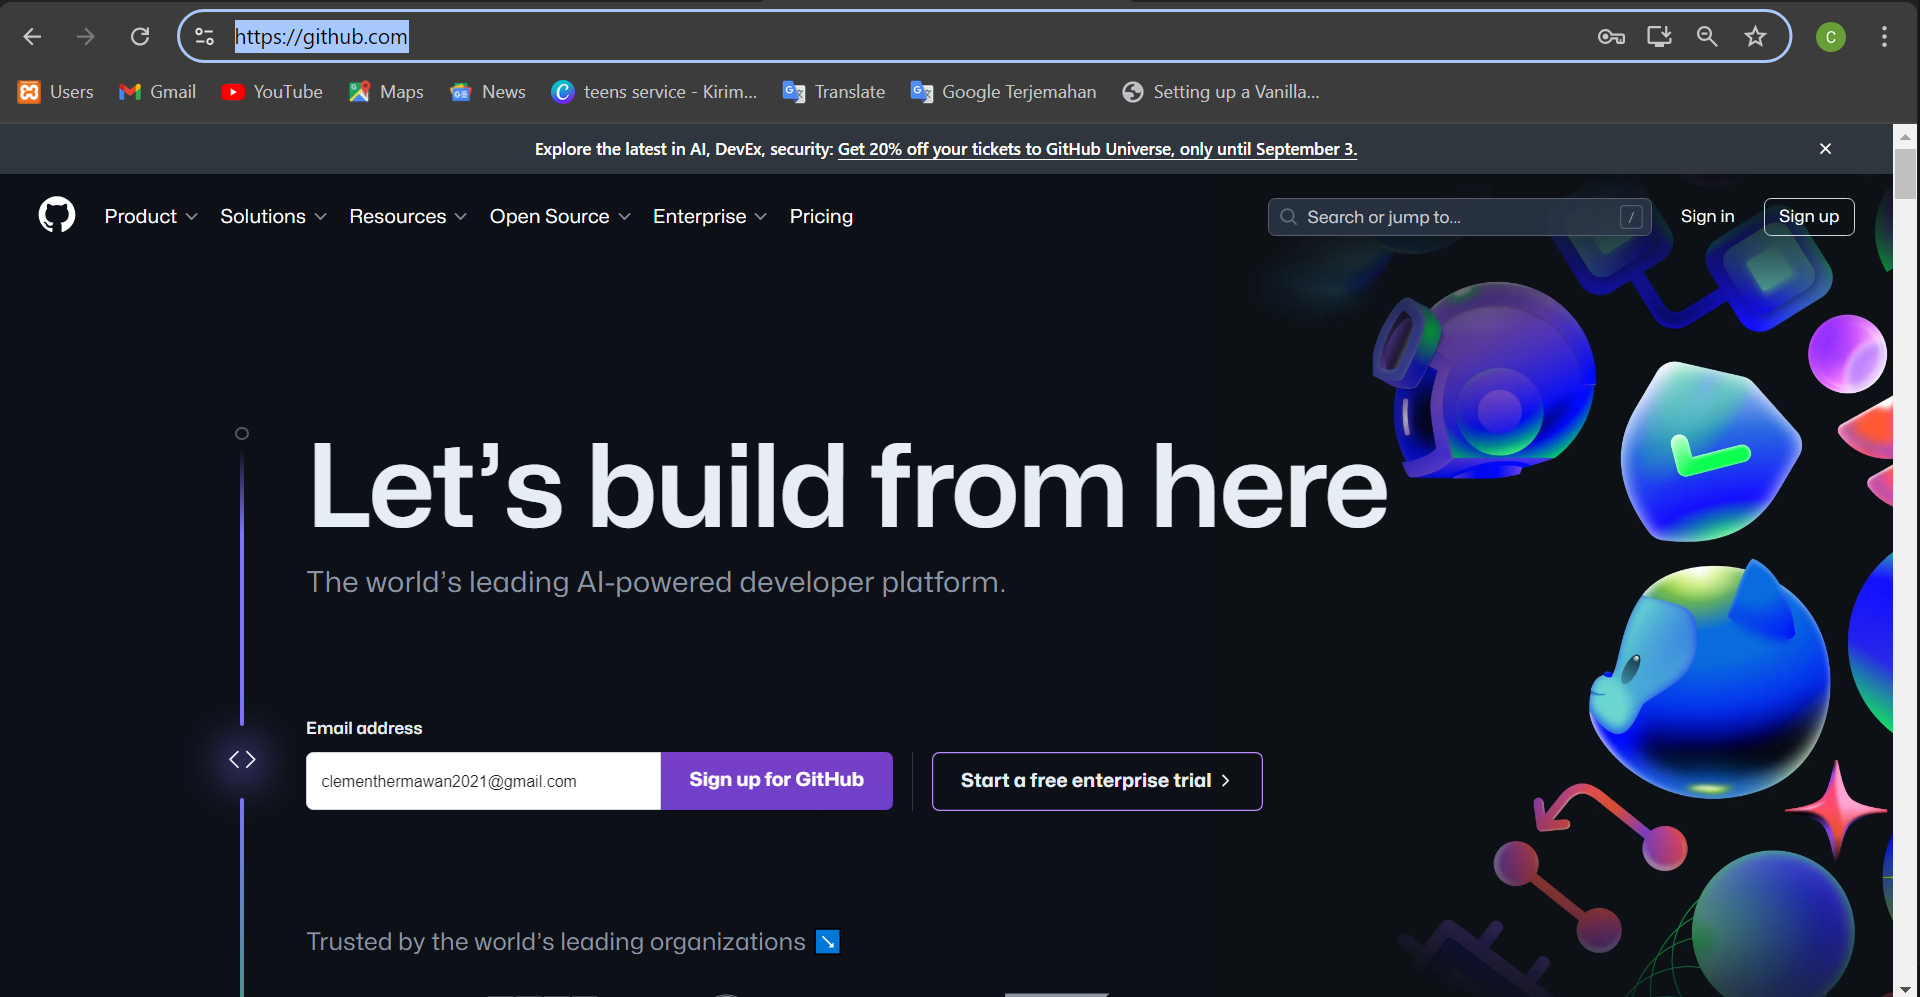 https://github.com
C
Users Gmail YouTube Maps News teens service - Kirim... Translate Google Terjemahan Setting up a Vanilla...
Explore the latest in AI, DevEx, security: Get 20% off your tickets to GitHub Universe, only until September 3.
Product Solutions Resources Open Source Enterprise Pricing Search or jump to... / Sign in Sign up
Let’s build from here
The world’s leading AI-powered developer platform.
Email address
clementhermawan2021@gmail.com Sign up for GitHub Start a free enterprise trial
Trusted by the world’s leading organizations